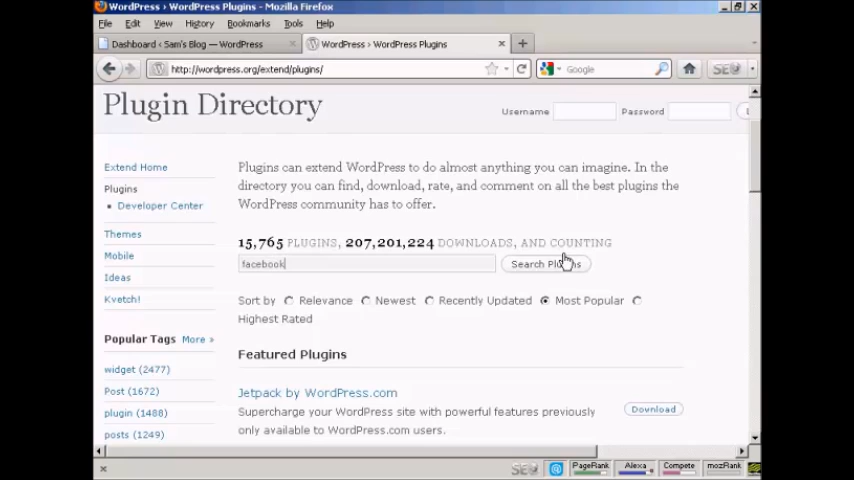 WordPress › WordPress Plugins - Mozilla Firefox
File Edit View History Bookmarks Tools Help
Dashboard ‹ Sam's Blog — WordPress
WordPress › WordPress Plugins
http://wordpress.org/extend/plugins/
Google
SEO
Plugin Directory
Username
Password
Extend Home
Plugins
Developer Center
Themes
Mobile
Ideas
Kvetch!
Popular Tags More »
widget (2477)
Post (1672)
plugin (1488)
posts (1249)
Plugins can extend WordPress to do almost anything you can imagine. In the
directory you can find, download, rate, and comment on all the best plugins the
WordPress community has to offer.
15,765 PLUGINS, 207,201,224 DOWNLOADS, AND COUNTING
facebook
Search Plugins
Sort by Relevance Newest Recently Updated Most Popular
Highest Rated
Featured Plugins
Jetpack by WordPress.com
Supercharge your WordPress site with powerful features previously
only available to WordPress.com users.
Download
SEO PageRank Alexa Compete mozRank